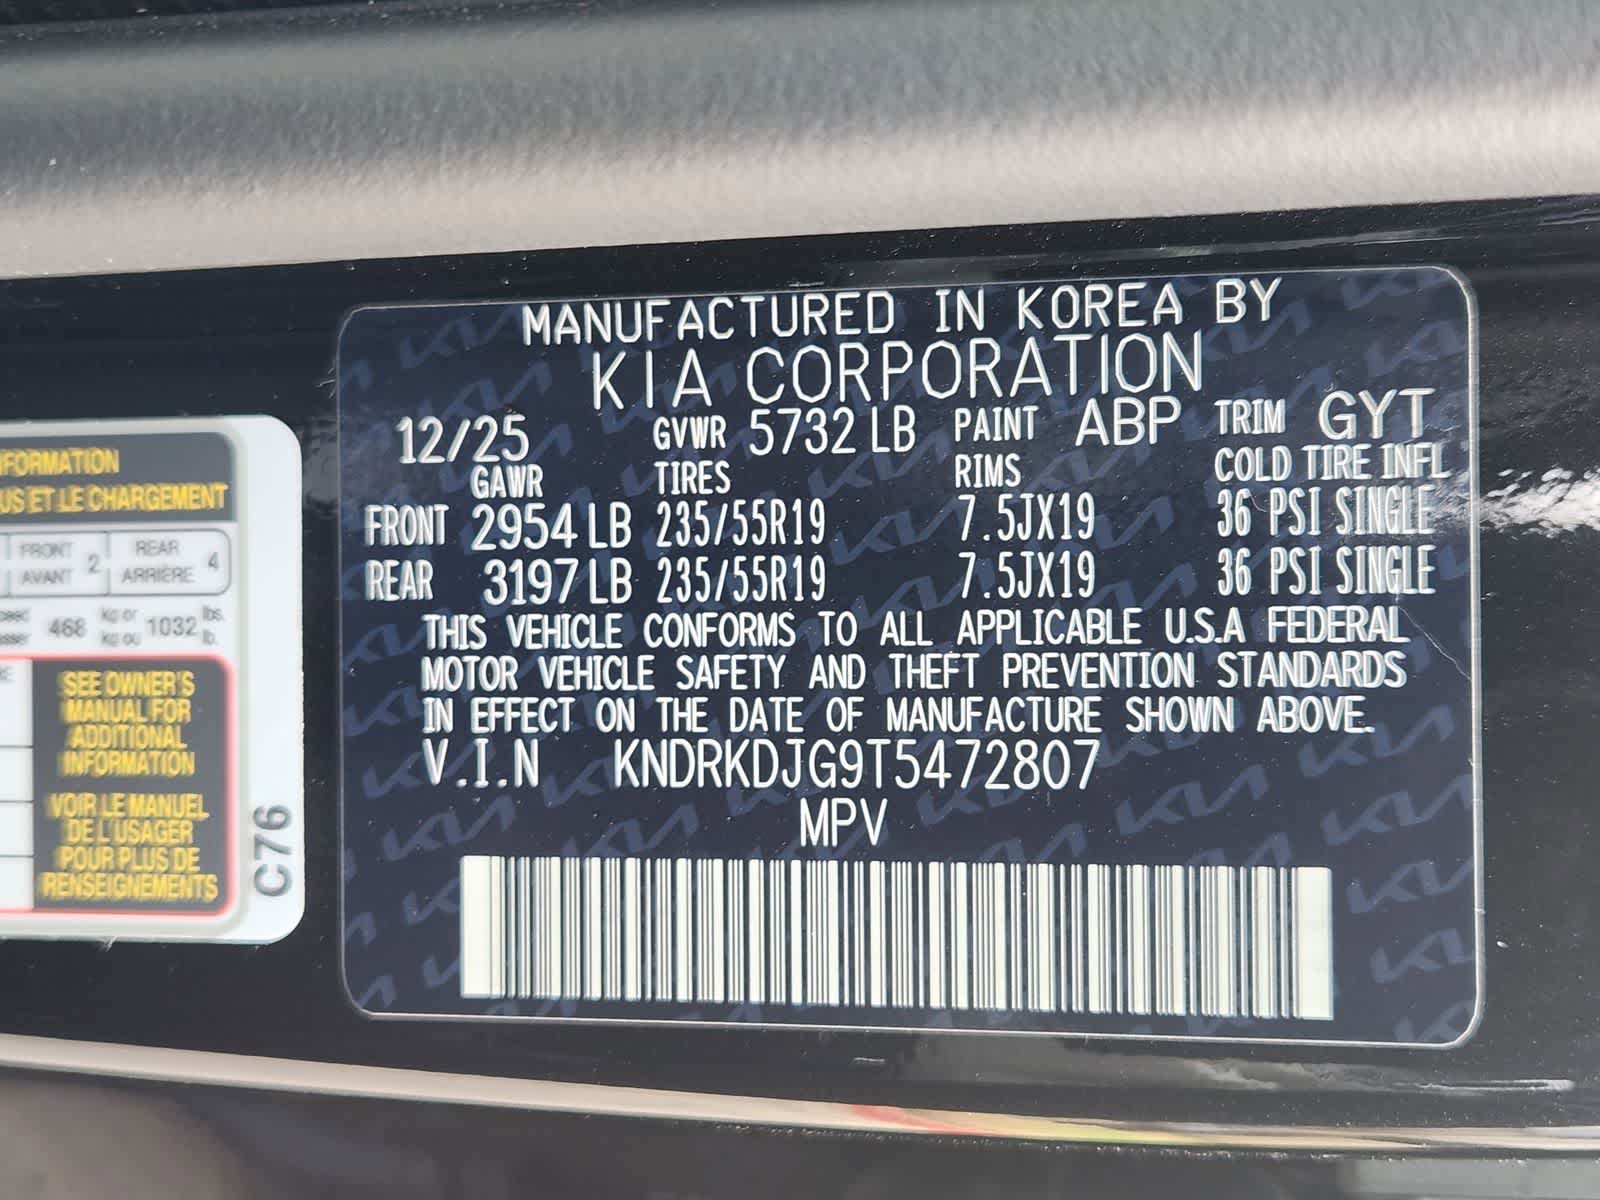 MANUFACTURED IN KOREA BY
KIA CORPORATION
12/25 GVWR 5732 LB PAINT ABP TRIM GYT
GAWR TIRES RIMS COLD TIRE INFL
FRONT 2954 LB 235/55R19 7.5JX19 36 PSI SINGLE
REAR 3197 LB 235/55R19 7.5JX19 36 PSI SINGLE
THIS VEHICLE CONFORMS TO ALL APPLICABLE U.S.A FEDERAL
MOTOR VEHICLE SAFETY AND THEFT PREVENTION STANDARDS
IN EFFECT ON THE DATE OF MANUFACTURE SHOWN ABOVE.
V.I.N KNDRKDJG9T5472807
MPV
NFORMATION
US ET LE CHARGEMENT
FRONT
AVANT 2
REAR
ARRIÈRE 4
468 kg or
kg ou 1032 lbs.
lb.
SEE OWNER'S
MANUAL FOR
ADDITIONAL
INFORMATION
VOIR LE MANUEL
DE L'USAGER
POUR PLUS DE
RENSEIGNEMENTS
C76